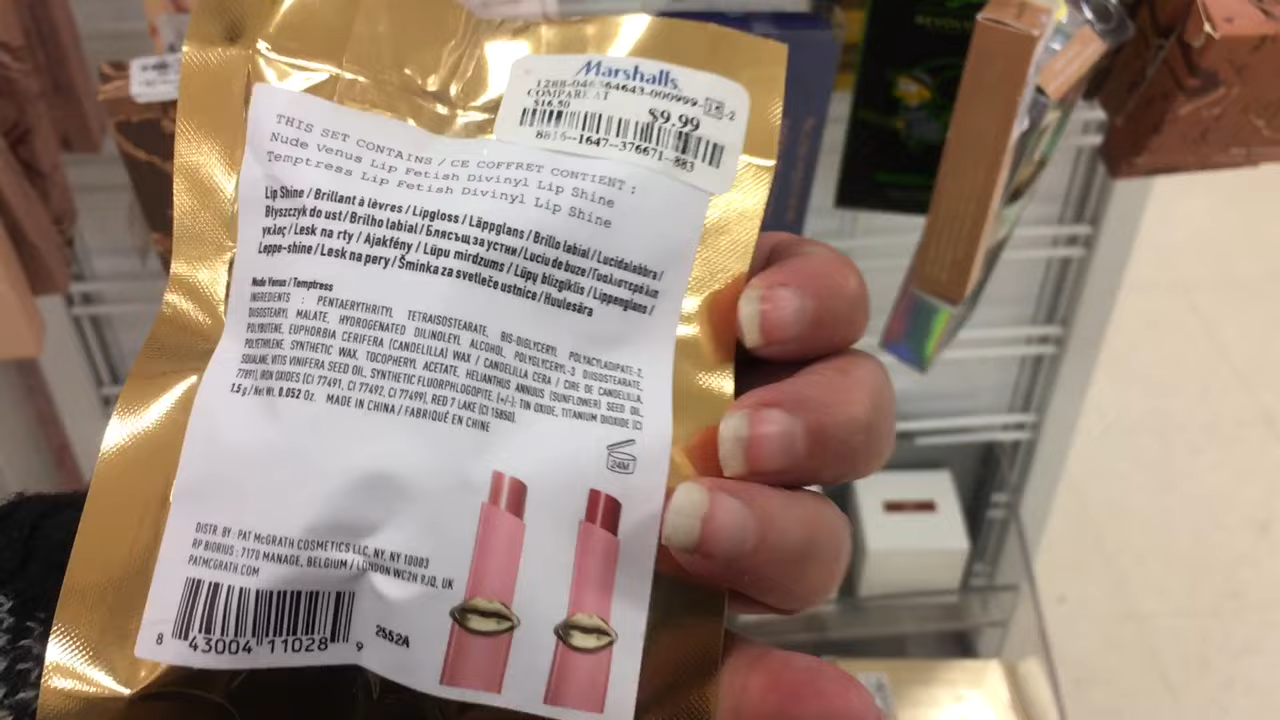 Marshalls
1288-046364643-000999-12-2
COMPARE AT
$16.50
$9.99
8816--1647--376671--883
THIS SET CONTAINS / CE COFFRET CONTIENT :
Nude Venus Lip Fetish Divinyl Lip Shine
Temptress Lip Fetish Divinyl Lip Shine
Lip Shine / Brillant à lèvres / Lipgloss / Läppglans / Brillo labial / Lucidalabbra /
Błyszczyk do ust / Brilho labial / Блясък за устни / Luciu de buze / Γυαλιστερό λιπ
γκλος / Lesk na rty / Ajakfény / Lūpu mirdzums / Lūpų blizgiklis / Lippenglans /
Leppe-shine / Lesk na pery / Šminka za svetleče ustnice / Huulesära
Nude Venus / Temptress
INGREDIENTS : PENTAERYTHRITYL TETRAISOSTEARATE, BIS-DIGLYCERYL POLYACYLADIPATE-2,
DIISOSTEARYL MALATE, HYDROGENATED DILINOLEYL ALCOHOL, POLYGLYCERYL-3 DIISOSTEARATE,
POLYBUTENE, EUPHORBIA CERIFERA (CANDELILLA) WAX / CANDELILLA CERA / CIRE DE CANDELILLA,
POLYETHYLENE, SYNTHETIC WAX, TOCOPHERYL ACETATE, HELIANTHUS ANNUUS (SUNFLOWER) SEED OIL,
SQUALANE, VITIS VINIFERA SEED OIL, SYNTHETIC FLUORPHLOGOPITE, (+/-): TIN OXIDE, TITANIUM DIOXIDE (CI
77891), IRON OXIDES (CI 77491, CI 77492, CI 77499), RED 7 LAKE (CI 15850).
1.5 g / Net Wt. 0.052 Oz. MADE IN CHINA / FABRIQUÉ EN CHINE
24M
DISTR. BY : PAT McGRATH COSMETICS LLC, NY, NY 10003
RP BIORIUS : 7170 MANAGE, BELGIUM / LONDON WC2H 9JQ, UK
PATMCGRATH.COM
8 43004 11028 9
2552A